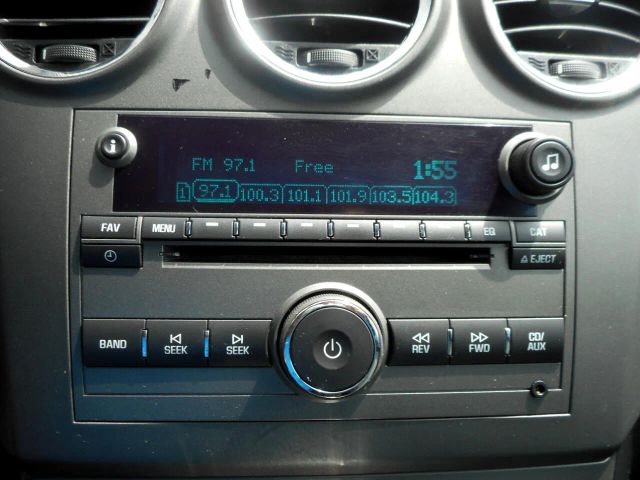 FM 97.1 Free 1:55
1 97.1 100.3 101.1 101.9 103.5 104.3
FAV MENU EQ CAT
EJECT
BAND SEEK SEEK REV FWD CD/
AUX